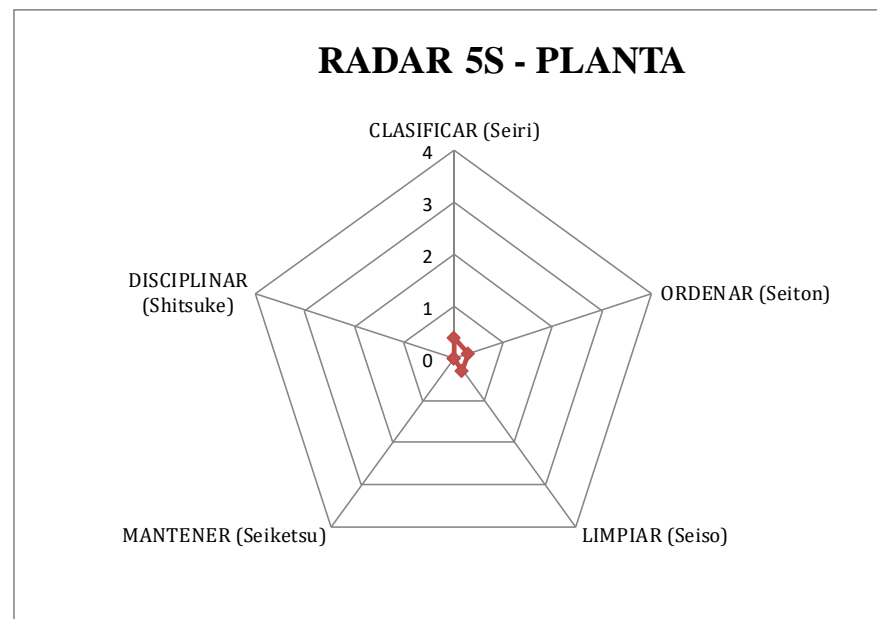 RADAR 5S - PLANTA
CLASIFICAR (Seiri)
4
3
2
1
0
DISCIPLINAR
(Shitsuke)
ORDENAR (Seiton)
MANTENER (Seiketsu)
LIMPIAR (Seiso)